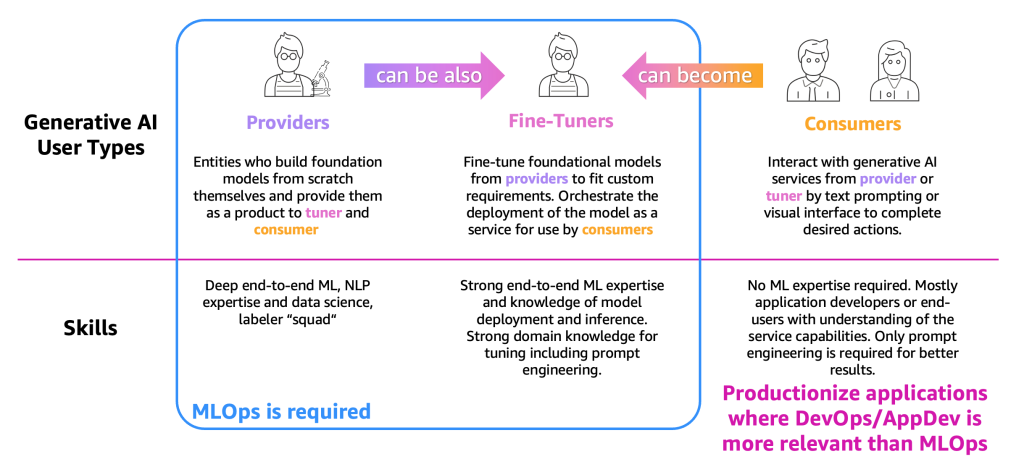 can be also
can become
Generative AI
User Types
Providers
Fine-Tuners
Consumers
Entities who build foundation
models from scratch
themselves and provide them
as a product to tuner and
consumer
Fine-tune foundational models
from providers to fit custom
requirements. Orchestrate the
deployment of the model as a
service for use by consumers
Interact with generative AI
services from provider or
tuner by text prompting or
visual interface to complete
desired actions.
Skills
Deep end-to-end ML, NLP
expertise and data science,
labeler “squad“
Strong end-to-end ML expertise
and knowledge of model
deployment and inference.
Strong domain knowledge for
tuning including prompt
engineering.
No ML expertise required. Mostly
application developers or end-
users with understanding of the
service capabilities. Only prompt
engineering is required for better
results.
MLOps is required
Productionize applications
where DevOps/AppDev is
more relevant than MLOps